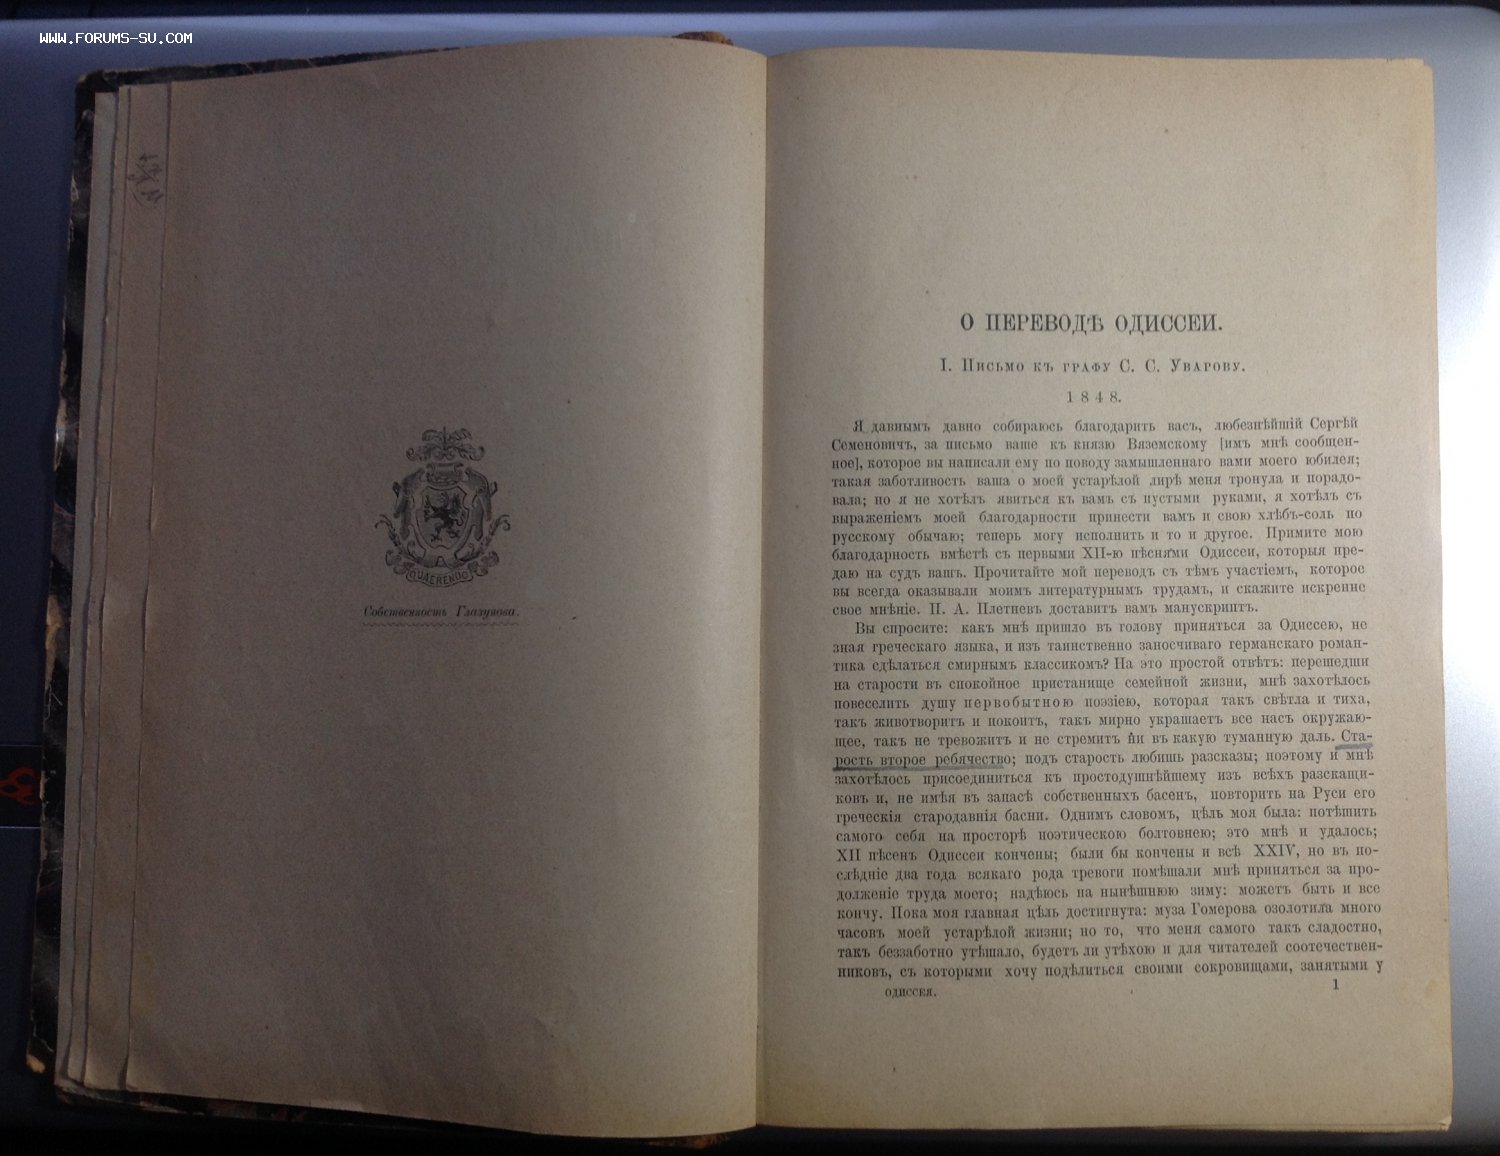 WWW.FORUMS-SU.COM
QUAERENDO
Собственность Глазунова.
О ПЕРЕВОДѢ ОДИССЕИ.
I. Письмо къ графу С. С. Уварову.
1848.
Я давнымъ давно собираюсь благодарить васъ, любезнѣйшій Сергѣй
Семеновичъ, за письмо ваше къ князю Вяземскому [имъ мнѣ сообщен-
ное], которое вы написали ему по поводу замышленнаго вами моего юбилея;
такая заботливость ваша о моей устарѣлой лирѣ меня тронула и порадо-
вала; но я не хотѣлъ явиться къ вамъ съ пустыми руками, я хотѣлъ съ
выраженіемъ моей благодарности принести вамъ и свою хлѣбъ-соль по
русскому обычаю; теперь могу исполнить и то и другое. Примите мою
благодарность вмѣстѣ съ первыми XII-ю пѣснями Одиссеи, которыя пре-
даю на судъ вашъ. Прочитайте мой переводъ съ тѣмъ участіемъ, которое
вы всегда оказывали моимъ литературнымъ трудамъ, и скажите искренне
свое мнѣніе. П. А. Плетневъ доставитъ вамъ манускриптъ.
Вы спросите: какъ мнѣ пришло въ голову приняться за Одиссею, не
зная греческаго языка, и изъ таинственно заносчиваго германскаго роман-
тика сдѣлаться смирнымъ классикомъ? На это простой отвѣтъ: перешедши
на старости въ спокойное пристанище семейной жизни, мнѣ захотѣлось
повеселить душу первобытною поэзіею, которая такъ свѣтла и тиха,
такъ животворитъ и покоитъ, такъ мирно украшаетъ все насъ окружаю-
щее, такъ не тревожитъ и не стремитъ ни въ какую туманную даль. Ста-
рость второе ребячество; подъ старость любишь разсказы; поэтому и мнѣ
захотѣлось присоединиться къ простодушнѣйшему изъ всѣхъ разскащи-
ковъ и, не имѣя въ запасѣ собственныхъ басенъ, повторить на Руси его
греческія стародавнія басни. Однимъ словомъ, цѣль моя была: потѣшить
самого себя на просторѣ поэтическою болтовнею; это мнѣ и удалось;
XII пѣсенъ Одиссеи кончены; были бы кончены и всѣ XXIV, но въ по-
слѣдніе два года всякаго рода тревоги помѣшали мнѣ приняться за про-
долженіе труда моего; надѣюсь на нынѣшнюю зиму: можетъ быть и все
кончу. Пока моя главная цѣль достигнута: муза Гомерова озолотила много
часовъ моей устарѣлой жизни; но то, что меня самого такъ сладостно,
такъ беззаботно утѣшало, будетъ ли утѣхою и для читателей соотечествен-
никовъ, съ которыми хочу подѣлиться своими сокровищами, занятыми у
ОДИССЕЯ.
1